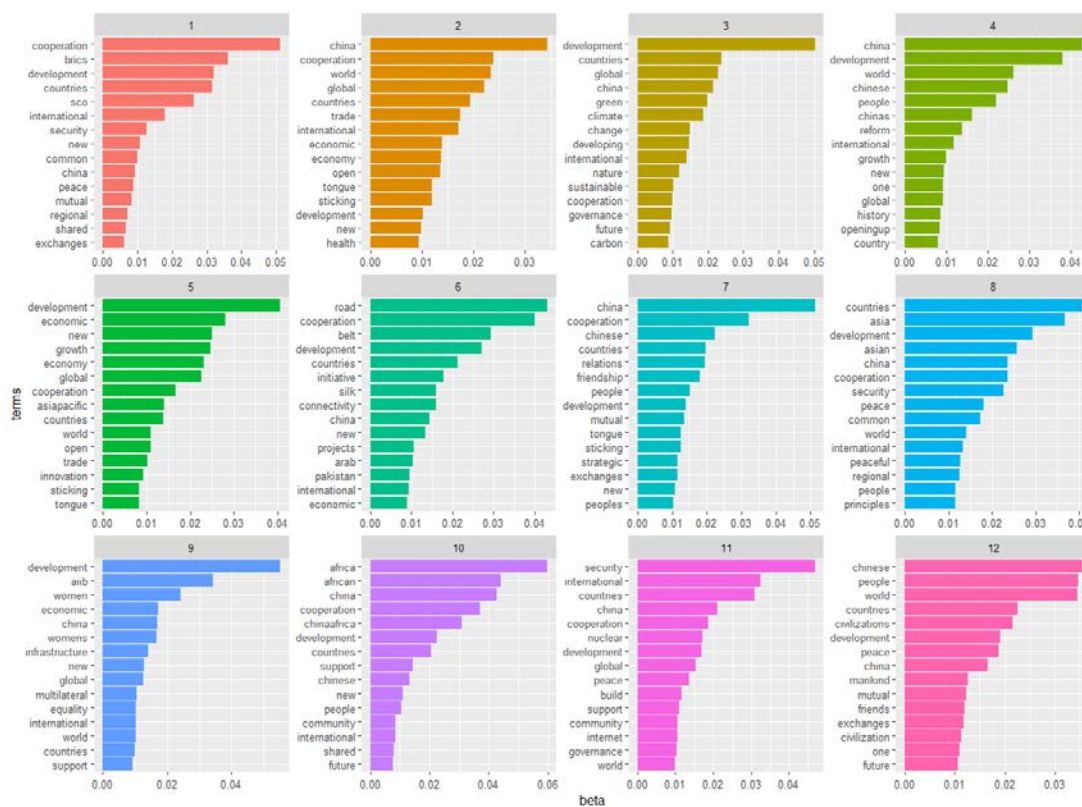 1
cooperation
brics
development
countries
sco
international
security
new
common
china
peace
mutual
regional
shared
exchanges
0.00 0.01 0.02 0.03 0.04 0.05
2
china
cooperation
world
global
countries
trade
international
economic
economy
open
tongue
sticking
development
new
health
0.00 0.01 0.02 0.03
3
development
countries
global
china
green
climate
change
developing
international
nature
sustainable
cooperation
governance
future
carbon
0.00 0.01 0.02 0.03 0.04 0.05
4
china
development
world
chinese
people
chinas
reform
international
growth
new
one
global
history
openingup
country
0.00 0.01 0.02 0.03 0.04
terms
5
development
economic
new
growth
economy
global
cooperation
asiapacific
countries
world
open
trade
innovation
sticking
tongue
0.00 0.01 0.02 0.03 0.04
6
road
cooperation
belt
development
countries
initiative
silk
connectivity
china
new
projects
arab
pakistan
international
economic
0.00 0.01 0.02 0.03 0.04
7
china
cooperation
chinese
countries
relations
friendship
people
development
mutual
tongue
sticking
strategic
exchanges
new
peoples
0.00 0.01 0.02 0.03 0.04 0.05
8
countries
asia
development
asian
china
cooperation
security
peace
common
world
international
peaceful
regional
people
principles
0.00 0.01 0.02 0.03
9
development
aiib
women
economic
china
womens
infrastructure
new
global
multilateral
equality
international
world
countries
support
0.00 0.02 0.04
10
africa
african
china
cooperation
chinaafrica
development
countries
support
chinese
new
people
community
international
shared
future
0.00 0.02 0.04 0.06
11
security
international
countries
china
cooperation
nuclear
development
global
peace
build
support
community
internet
governance
world
0.00 0.01 0.02 0.03 0.04
12
chinese
people
world
countries
civilizations
development
peace
china
mankind
mutual
friends
exchanges
civilization
one
future
0.00 0.01 0.02 0.03
beta